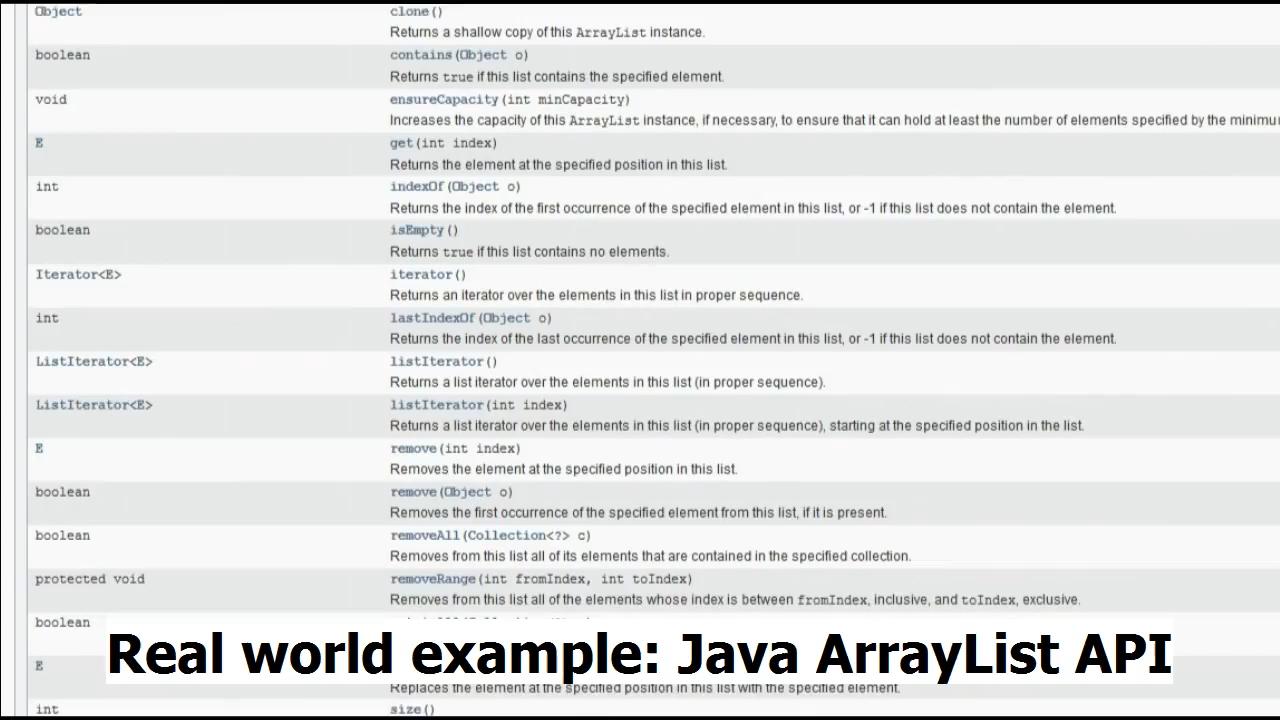 Object clone()
Returns a shallow copy of this ArrayList instance.
boolean contains(Object o)
Returns true if this list contains the specified element.
void ensureCapacity(int minCapacity)
Increases the capacity of this ArrayList instance, if necessary, to ensure that it can hold at least the number of elements specified by the
E get(int index)
Returns the element at the specified position in this list.
int indexOf(Object o)
Returns the index of the first occurrence of the specified element in this list, or -1 if this list does not contain the element.
boolean isEmpty()
Returns true if this list contains no elements.
Iterator<E> iterator()
Returns an iterator over the elements in this list in proper sequence.
int lastIndexOf(Object o)
Returns the index of the last occurrence of the specified element in this list, or -1 if this list does not contain the element.
ListIterator<E> listIterator()
Returns a list iterator over the elements in this list (in proper sequence).
ListIterator<E> listIterator(int index)
Returns a list iterator over the elements in this list (in proper sequence), starting at the specified position in the list.
E remove(int index)
Removes the element at the specified position in this list.
boolean remove(Object o)
Removes the first occurrence of the specified element from this list, if it is present.
boolean removeAll(Collection<?> c)
Removes from this list all of its elements that are contained in the specified collection.
protected void removeRange(int fromIndex, int toIndex)
Removes from this list all of the elements whose index is between fromIndex, inclusive, and toIndex, exclusive.
boolean
Real world example: Java ArrayList API
E
Replaces the element at the specified position in this list with the specified element.
int size()